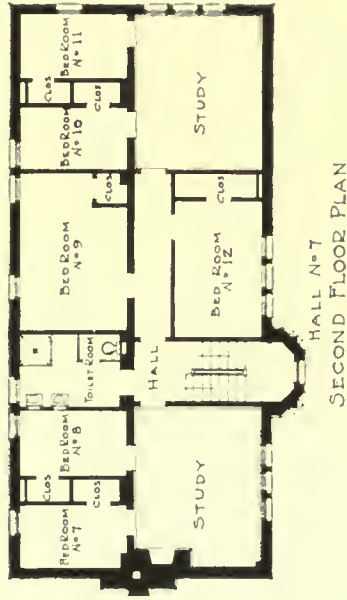 BED ROOM
No 11
CLOS
CLOS
BED ROOM
No 10
STUDY
CLOS
BED ROOM
No 9
CLOS
BED ROOM
No 12
TOILET ROOM
HALL
BED ROOM
No 8
CLOS
CLOS
BED ROOM
No 7
STUDY
HALL No 7
SECOND FLOOR PLAN